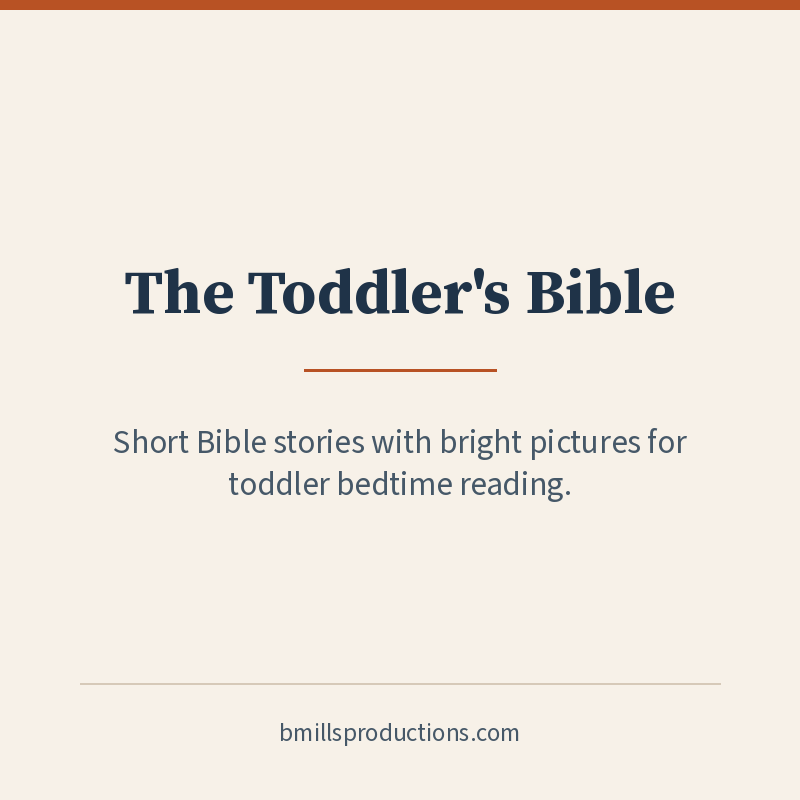 The Toddler's Bible
Short Bible stories with bright pictures for
toddler bedtime reading.
bmillsproductions.com